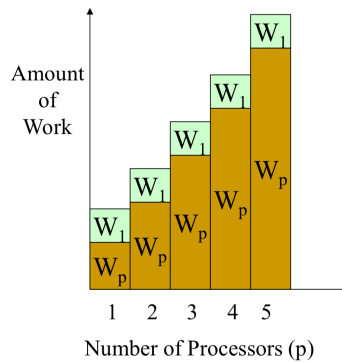 Amount
of
Work
W1
W1
W1
W1
W1
Wp
Wp
Wp
Wp
Wp
1 2 3 4 5
Number of Processors (p)